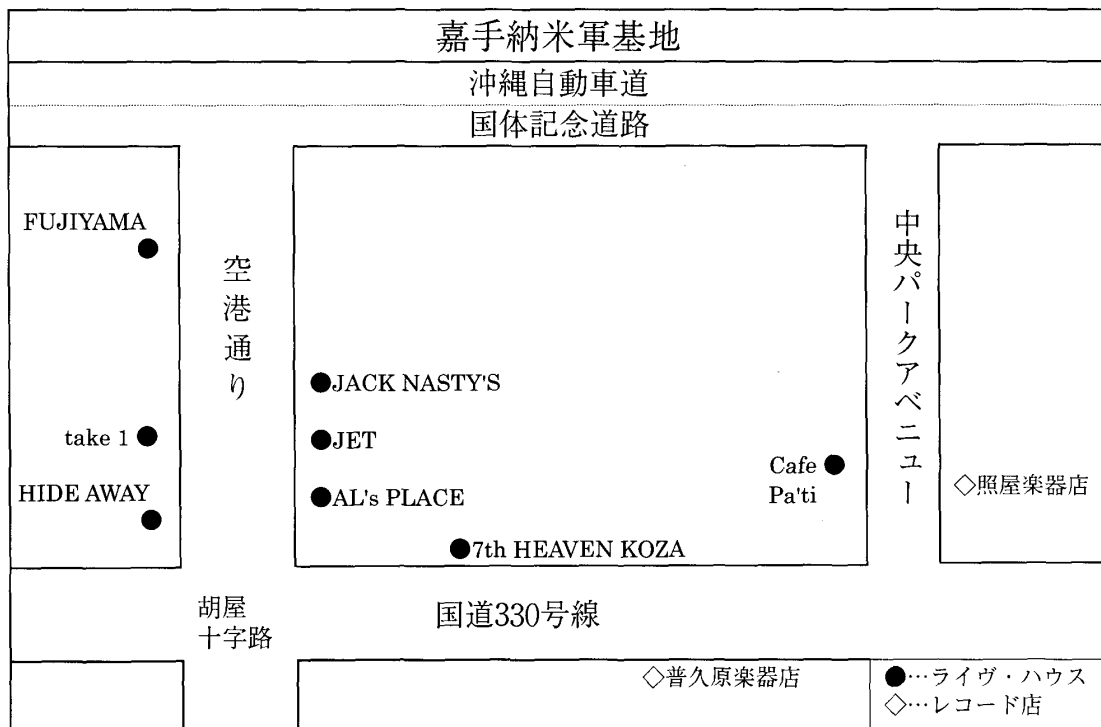 嘉手納米軍基地
沖縄自動車道
国体記念道路
FUJIYAMA
空港通り
中央パークアベニュー
●JACK NASTY'S
take 1
●JET
Cafe
Pa'ti
HIDE AWAY
●AL's PLACE
◇照屋楽器店
●7th HEAVEN KOZA
胡屋
十字路
国道330号線
◇普久原楽器店
●…ライヴ・ハウス
◇…レコード店